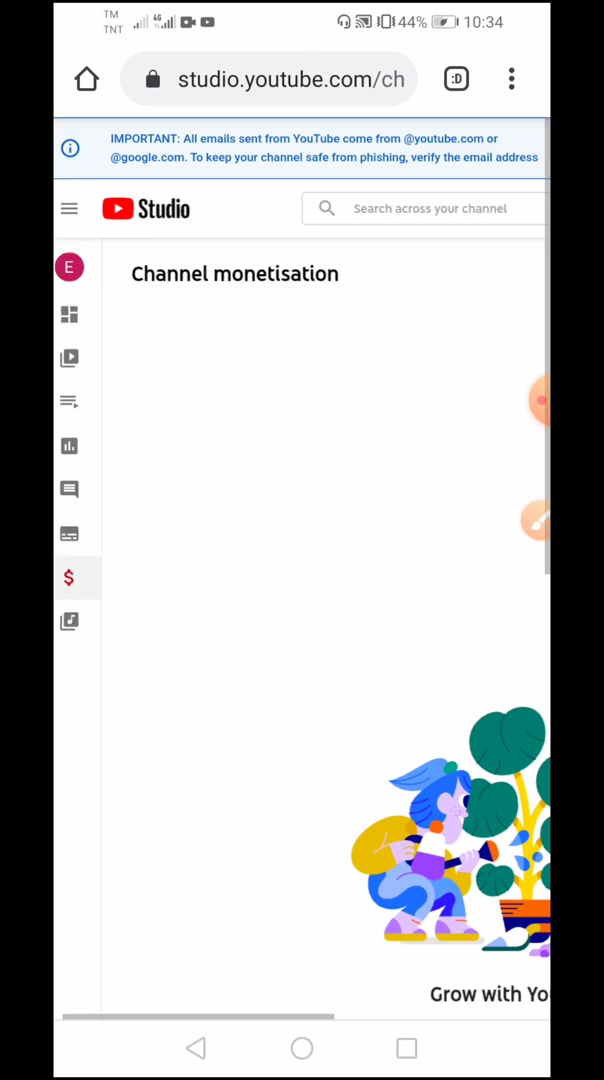 TM
TNT
4G
44%
10:34
studio.youtube.com/ch
:D
IMPORTANT: All emails sent from YouTube come from @youtube.com or
@google.com. To keep your channel safe from phishing, verify the email address
Studio
Search across your channel
E
Channel monetisation
$
Grow with Yo